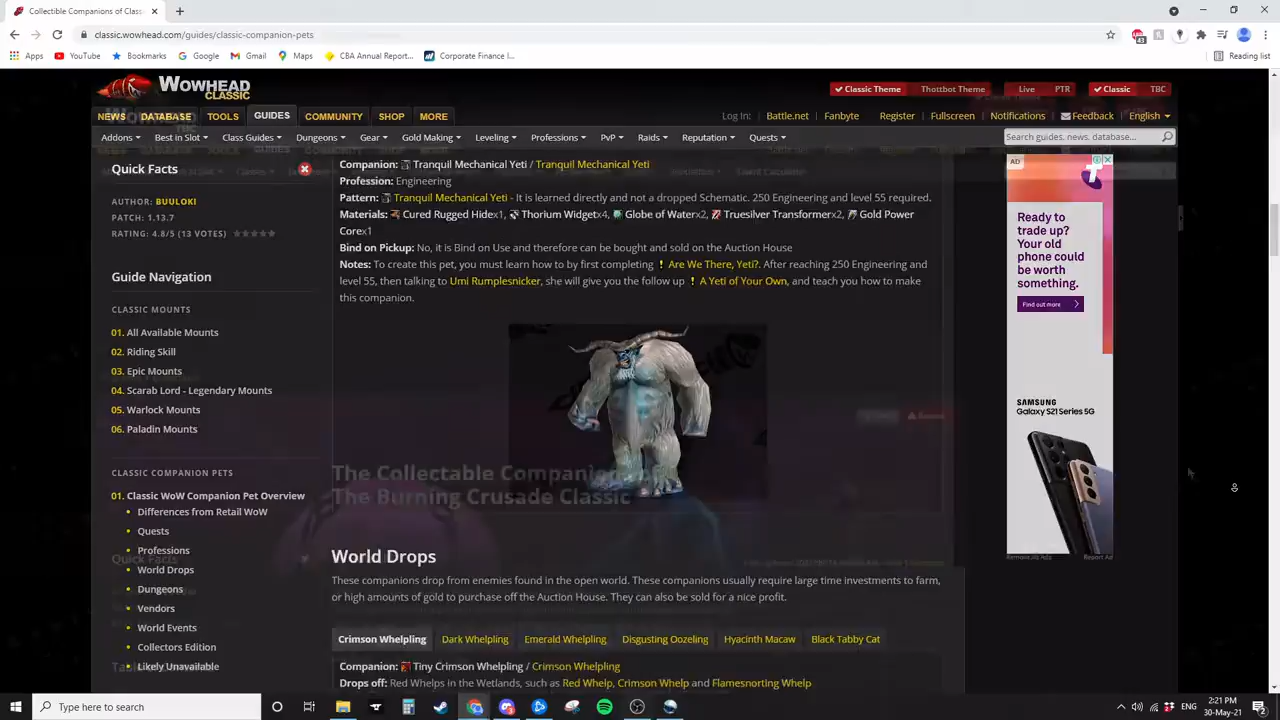 Collectible Companions of Classi
classic.wowhead.com/guides/classic-companion-pets
43
Apps YouTube Bookmarks Google Gmail Maps CBA Annual Report... Corporate Finance I... Reading list
WOWHEAD
CLASSIC
Classic Theme Thottbot Theme Live PTR Classic TBC
NEWS DATABASE TOOLS GUIDES COMMUNITY SHOP MORE Log In: Battle.net Fanbyte Register Fullscreen Notifications Feedback English
Addons Best in Slot Class Guides Dungeons Gear Gold Making Leveling Professions PvP Raids Reputation Quests Search guides, news, database...
Quick Facts
AUTHOR: BUULOKI
PATCH: 1.13.7
RATING: 4.8/5 (13 VOTES)
Guide Navigation
CLASSIC MOUNTS
01. All Available Mounts
02. Riding Skill
03. Epic Mounts
04. Scarab Lord - Legendary Mounts
05. Warlock Mounts
06. Paladin Mounts
CLASSIC COMPANION PETS
01. Classic WoW Companion Pet Overview
Differences from Retail WoW
Quests
Professions
World Drops
Dungeons
Vendors
World Events
Collectors Edition
Likely Unavailable
Companion: Tranquil Mechanical Yeti / Tranquil Mechanical Yeti
Profession: Engineering
Pattern: Tranquil Mechanical Yeti - It is learned directly and not a dropped Schematic. 250 Engineering and level 55 required.
Materials: Cured Rugged Hidex1, Thorium Widgetx4, Globe of Waterx2, Truesilver Transformerx2, Gold Power
Corex1
Bind on Pickup: No, it is Bind on Use and therefore can be bought and sold on the Auction House
Notes: To create this pet, you must learn how to by first completing Are We There, Yeti?. After reaching 250 Engineering and
level 55, then talking to Umi Rumplesnicker, she will give you the follow up A Yeti of Your Own, and teach you how to make
this companion.
The Collectable Companion
The Burning Crusade Classic
World Drops
These companions drop from enemies found in the open world. These companions usually require large time investments to farm,
or high amounts of gold to purchase off the Auction House. They can also be sold for a nice profit.
Crimson Whelpling Dark Whelpling Emerald Whelpling Disgusting Oozeling Hyacinth Macaw Black Tabby Cat
Companion: Tiny Crimson Whelpling / Crimson Whelpling
Drops off: Red Whelps in the Wetlands, such as Red Whelp, Crimson Whelp and Flamesnorting Whelp
AD
Ready to
trade up?
Your old
phone could
be worth
something.
Find out more
SAMSUNG
Galaxy S21 Series 5G
Remove All Ads Report Ad
Quick Facts
Type here to search
ENG
2:21 PM
30-May-21
2